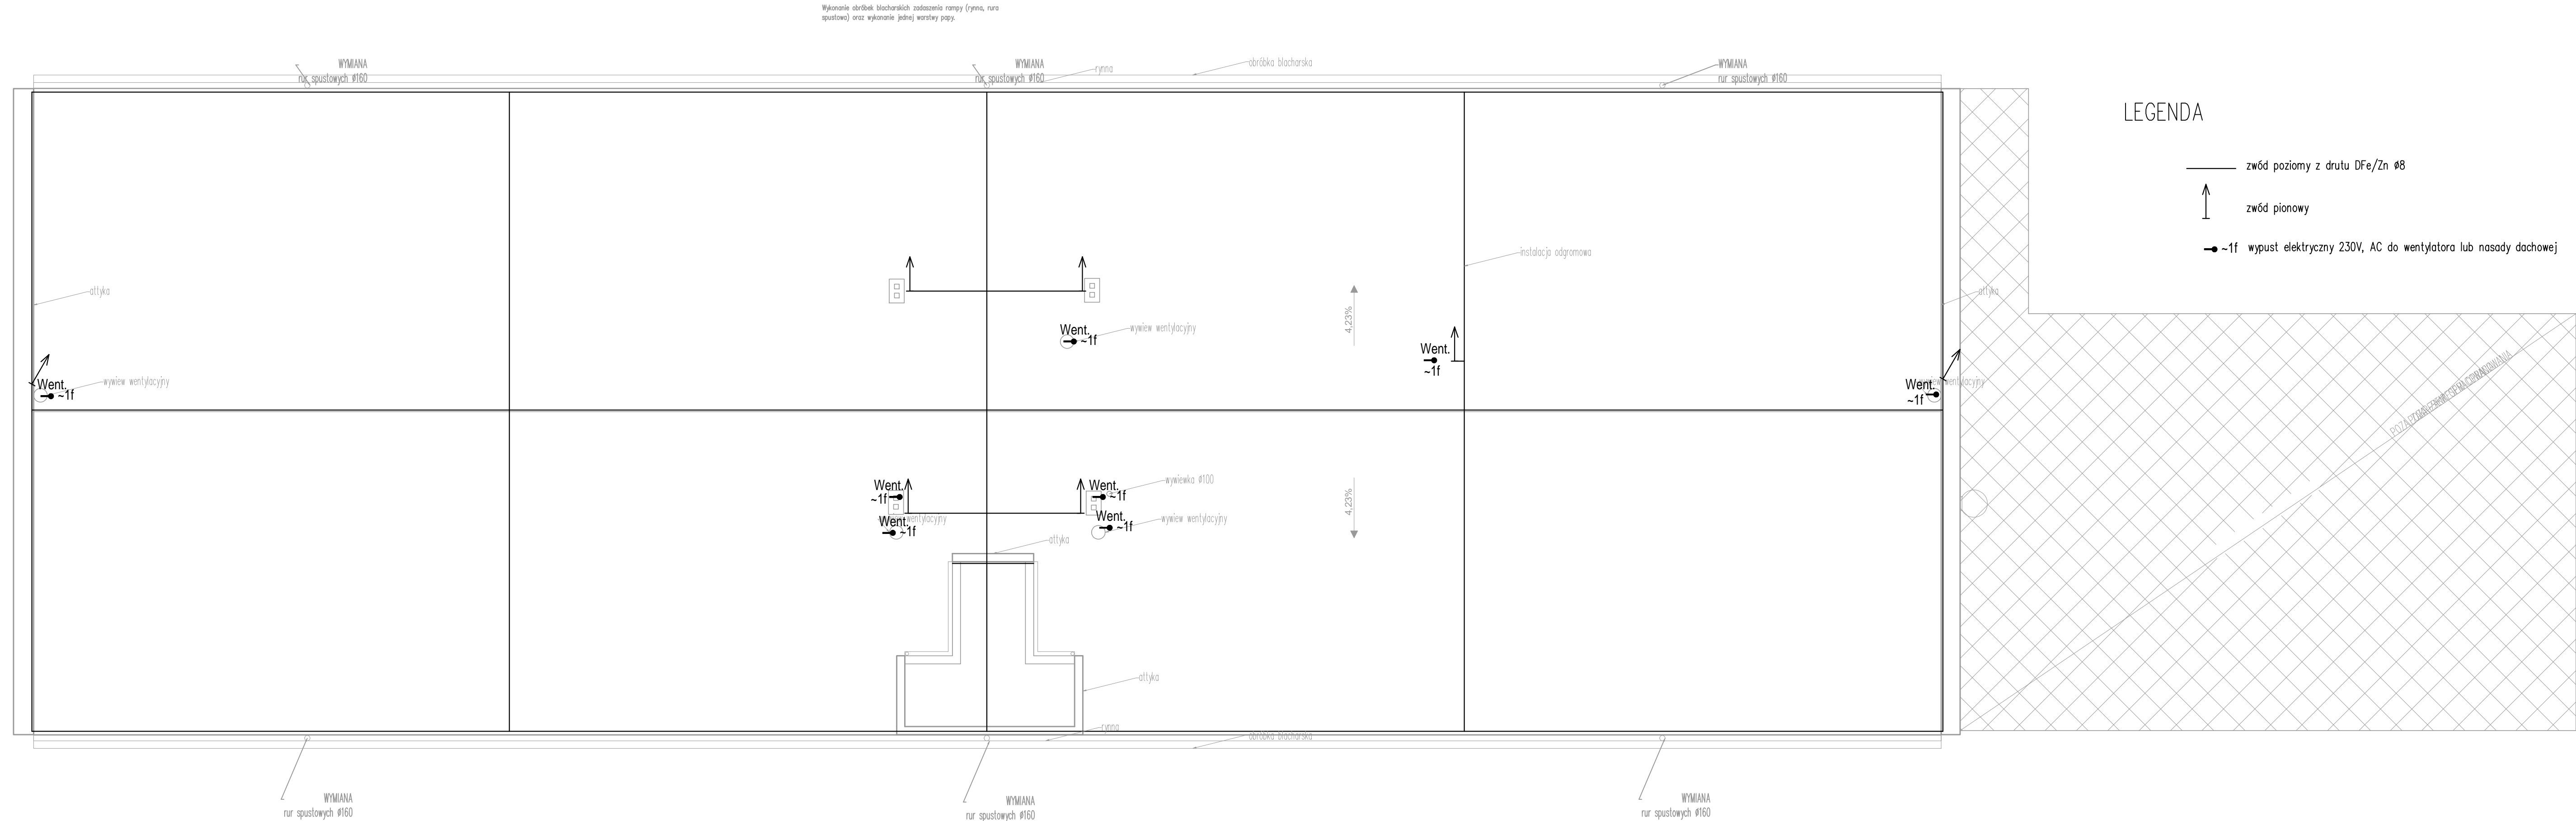 Wykonanie obróbek blacharskich zadaszenia rampy (rynna, rura
spustowa) oraz wykonanie jednej warstwy papy.
WYMIANA
rur spustowych Ø160
WYMIANA
rur spustowych Ø160
rynna
obróbka blacharska
WYMIANA
rur spustowych Ø160
LEGENDA
zwód poziomy z drutu DFe/Zn Ø8
zwód pionowy
~1f wypust elektryczny 230V, AC do wentylatora lub nasady dachowej
instalacja odgromowa
attyka
attyka
4,23%
Went.
~1f
wywiew wentylacyjny
Went.
~1f
Went.
~1f
wywiew wentylacyjny
Went.
~1f
wywiew wentylacyjny
Went.
~1f
Went.
~1f
wywiewka Ø100
4,23%
Went.
~1f
wywiew wentylacyjny
Went.
~1f
wywiew wentylacyjny
attyka
attyka
rynna
obróbka blacharska
WYMIANA
rur spustowych Ø160
WYMIANA
rur spustowych Ø160
WYMIANA
rur spustowych Ø160